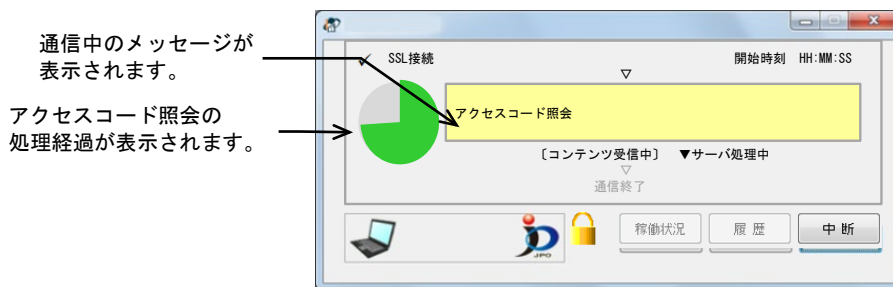 通信中のメッセージが
表示されます。
アクセスコード照会の
処理経過が表示されます。
✓ SSL接続
開始時刻 HH:MM:SS
▽
アクセスコード照会
〔コンテンツ受信中〕 ▼サーバ処理中
▽
通信終了
JPO
稼働状況
履 歴
中 断